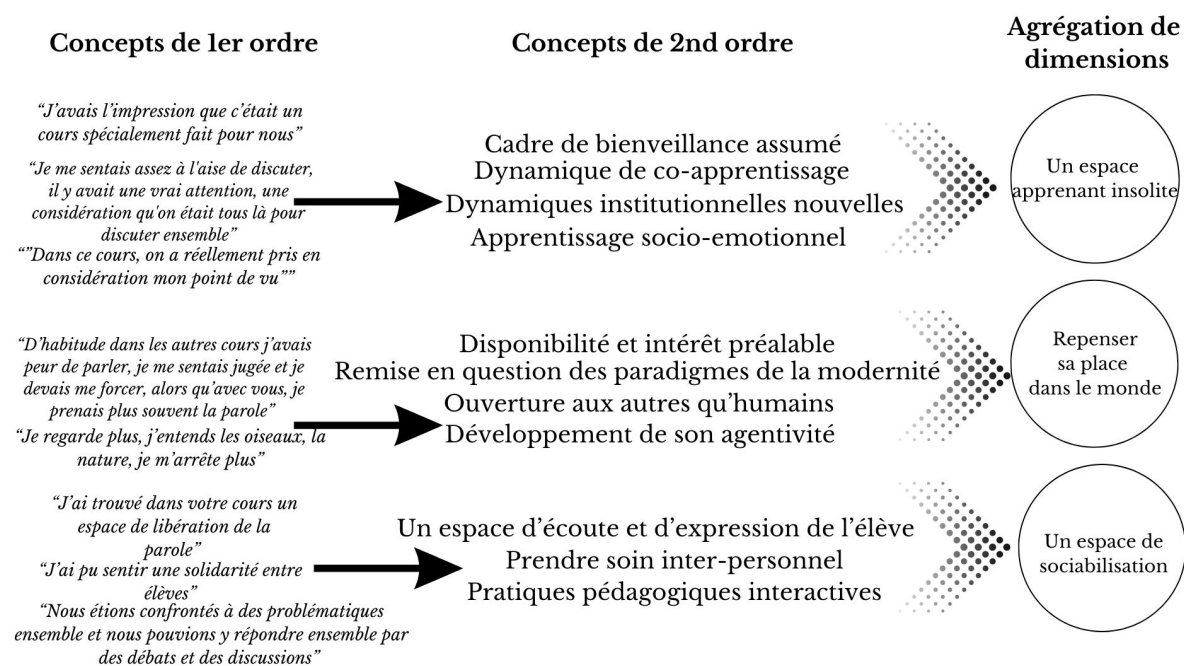 Concepts de 1er ordre
Concepts de 2nd ordre
Agrégation de
dimensions
“J’avais l’impression que c’était un
cours spécialement fait pour nous”
“Je me sentais assez à l'aise de discuter,
il y avait une vrai attention, une
considération qu'on était tous là pour
discuter ensemble”
“”Dans ce cours, on a réellement pris en
considération mon point de vu””
Cadre de bienveillance assumé
Dynamique de co-apprentissage
Dynamiques institutionnelles nouvelles
Apprentissage socio-emotionnel
Un espace
apprenant insolite
“D’habitude dans les autres cours j’avais
peur de parler, je me sentais jugée et je
devais me forcer, alors qu’avec vous, je
prenais plus souvent la parole”
“Je regarde plus, j’entends les oiseaux, la
nature, je m’arrête plus”
Disponibilité et intérêt préalable
Remise en question des paradigmes de la modernité
Ouverture aux autres qu’humains
Développement de son agentivité
Repenser
sa place
dans le monde
“J’ai trouvé dans votre cours un
espace de libération de la
parole”
“J’ai pu sentir une solidarité entre
élèves”
“Nous étions confrontés à des problématiques
ensemble et nous pouvions y répondre ensemble par
des débats et des discussions”
Un espace d’écoute et d’expression de l’élève
Prendre soin inter-personnel
Pratiques pédagogiques interactives
Un espace de
sociabilisation